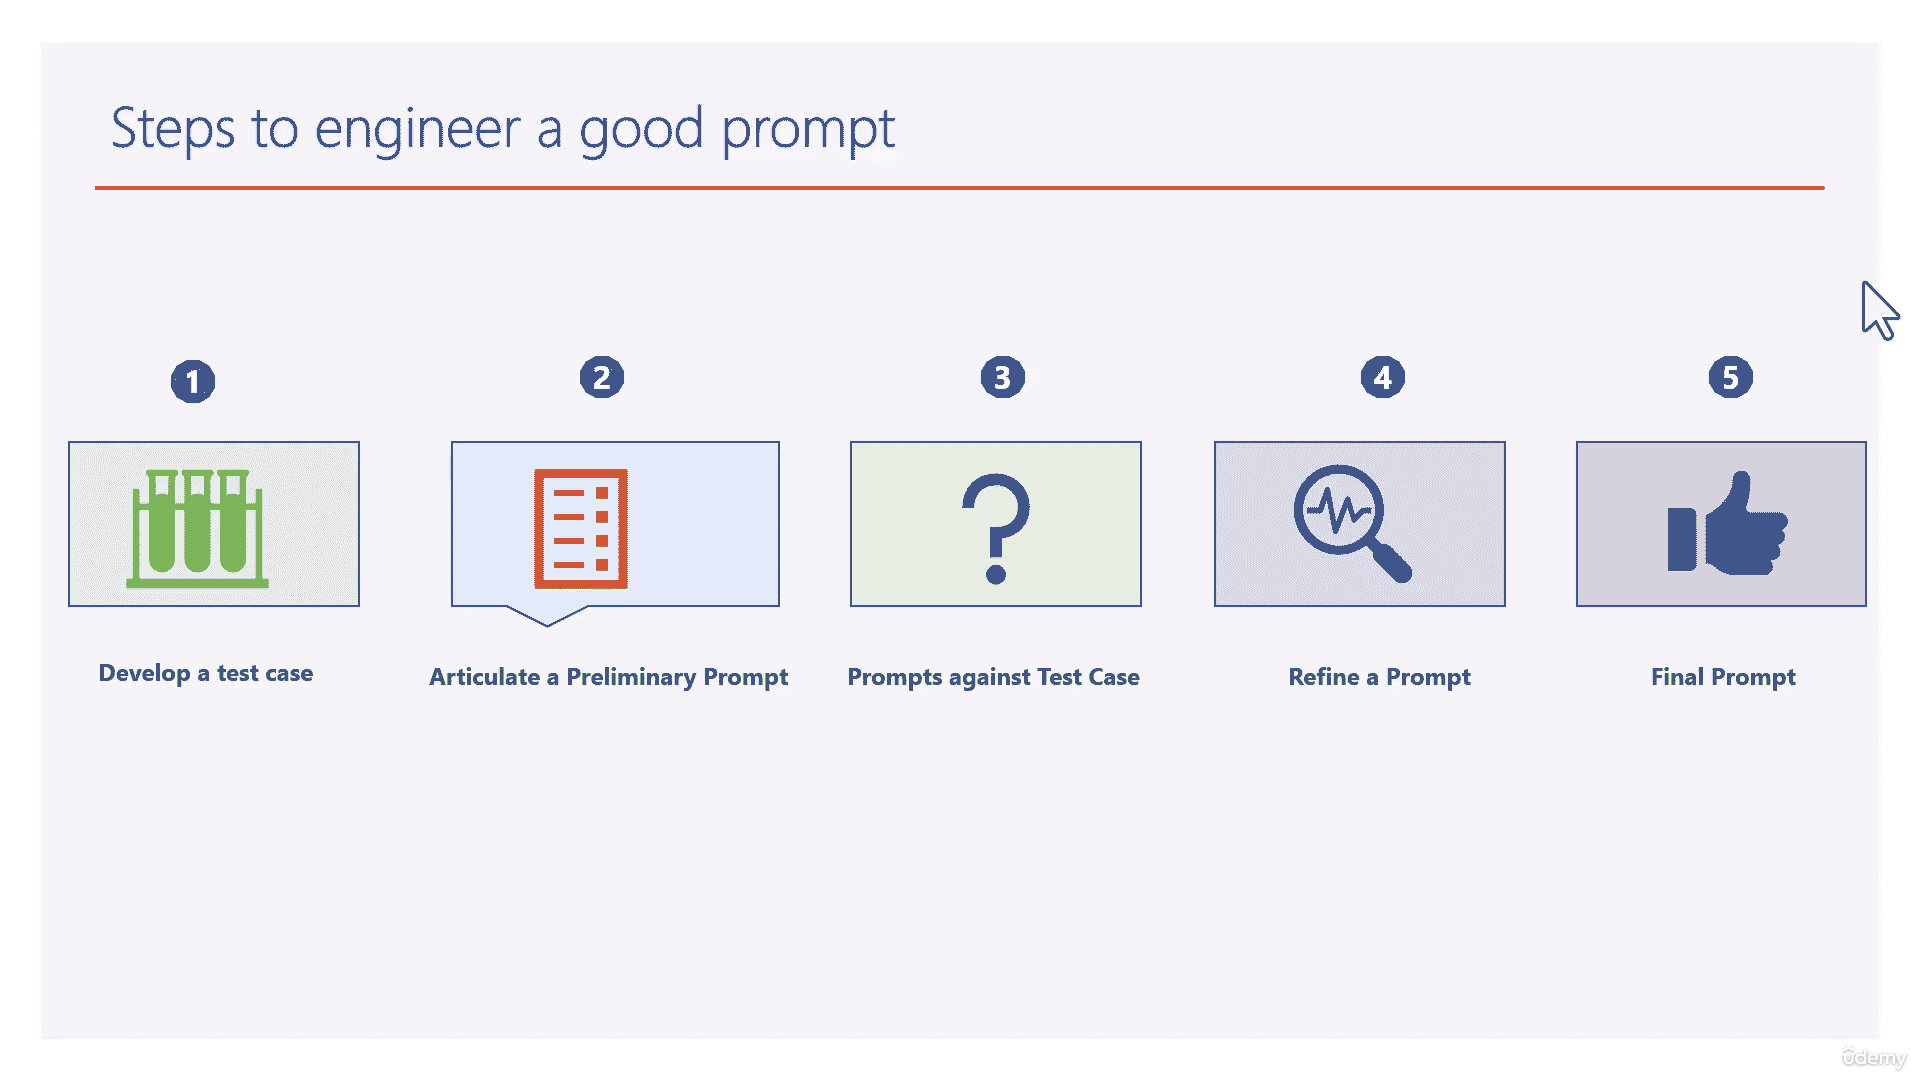 Steps to engineer a good prompt
1
2
3
4
5
Develop a test case
Articulate a Preliminary Prompt
Prompts against Test Case
Refine a Prompt
Final Prompt
ûdemy